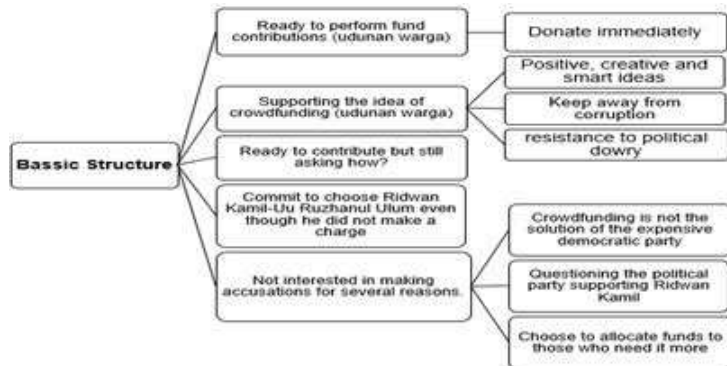 Bassic Structure
Ready to perform fund
contributions (udunan warga)
Donate immediately
Supporting the idea of
crowdfunding (udunan warga)
Positive, creative and
smart ideas
Keep away from
corruption
resistance to political
dowry
Ready to contribute but still
asking how?
Commit to choose Ridwan
Kamil-Uu Ruzhanul Ulum even
though he did not make a
charge
Not interested in making
accusations for several reasons.
Crowdfunding is not the
solution of the expensive
democratic party
Questioning the political
party supporting Ridwan
Kamil
Choose to allocate funds to
those who need it more